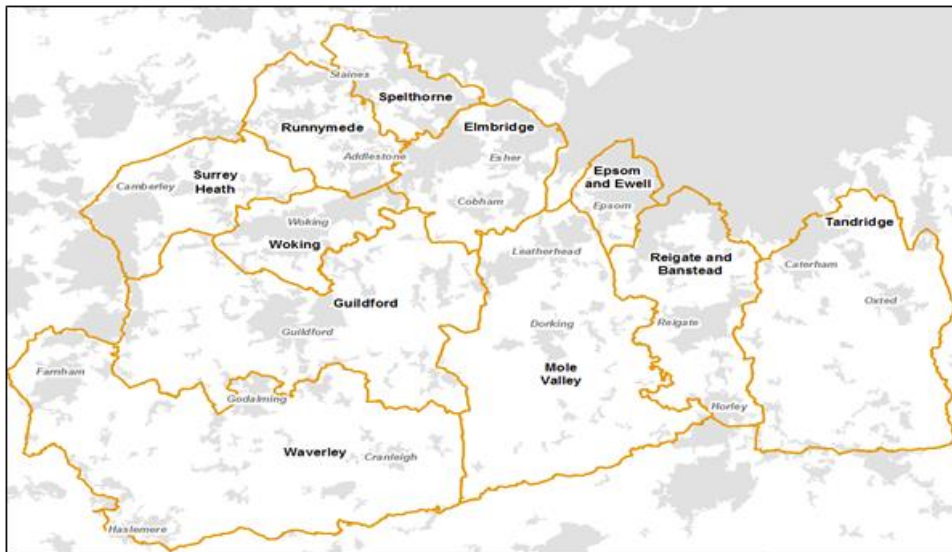 Staines
Spelthorne
Runnymede
Elmbridge
Addlestone
Esher
Surrey
Heath
Camberley
Epsom
and Ewell
Epsom
Cobham
Woking
Woking
Tandridge
Leatherhead
Reigate and
Banstead
Caterham
Oxted
Guildford
Guildford
Dorking
Reigate
Mole
Valley
Farnham
Godalming
Horley
Waverley
Cranleigh
Haslemere